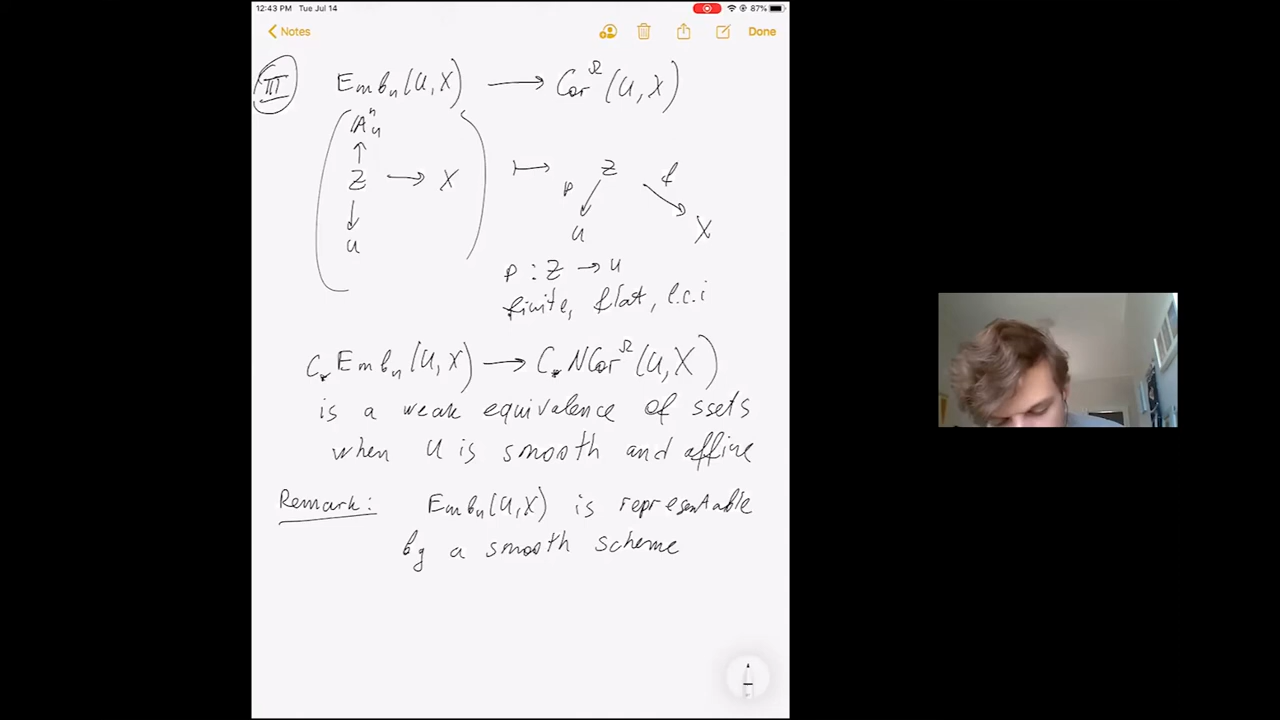 12:43 PM Tue Jul 14
87%
Notes
Done
III Emb_n(U,X) ⟶ Cor^Ω(U,X)
A^n_U
↑
Z ⟶ X ⟼ p Z f
↓
U U X
p : Z → U
finite, flat, l.c.i
C_* Emb_n(U,X) ⟶ C_* NCor^Ω(U,X)
is a weak equivalence of ssets
when U is smooth and affine
Remark: Emb_n(U,X) is representable
by a smooth scheme